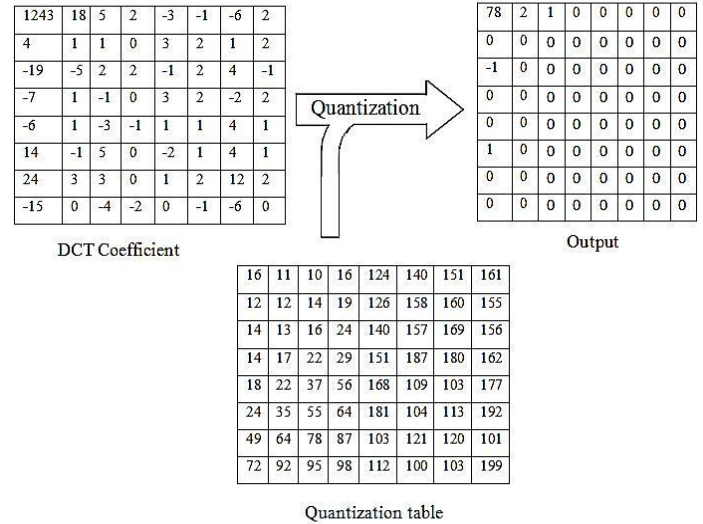 1243 18 5 2 -3 -1 -6 2
4 1 1 0 3 2 1 2
-19 -5 2 2 -1 2 4 -1
-7 1 -1 0 3 2 -2 2
-6 1 -3 -1 1 1 4 1
14 -1 5 0 -2 1 4 1
24 3 3 0 1 2 12 2
-15 0 -4 -2 0 -1 -6 0
DCT Coefficient
Quantization
78 2 1 0 0 0 0 0
0 0 0 0 0 0 0 0
-1 0 0 0 0 0 0 0
0 0 0 0 0 0 0 0
0 0 0 0 0 0 0 0
1 0 0 0 0 0 0 0
0 0 0 0 0 0 0 0
0 0 0 0 0 0 0 0
Output
16 11 10 16 124 140 151 161
12 12 14 19 126 158 160 155
14 13 16 24 140 157 169 156
14 17 22 29 151 187 180 162
18 22 37 56 168 109 103 177
24 35 55 64 181 104 113 192
49 64 78 87 103 121 120 101
72 92 95 98 112 100 103 199
Quantization table